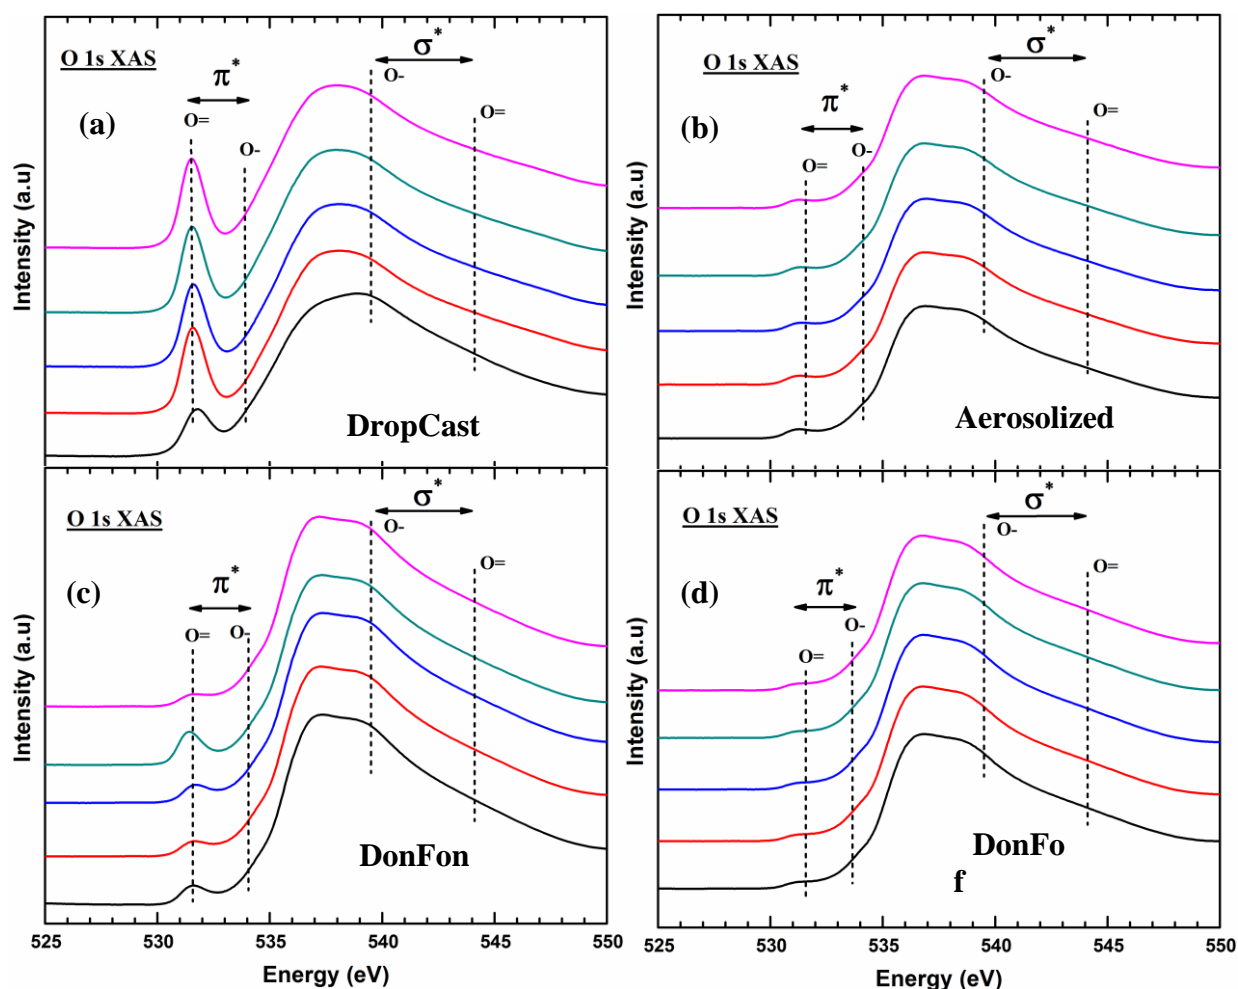 O 1s XAS
π*
σ*
O=
O-
O-
O=
(a)
DropCast
Intensity (a.u)
O 1s XAS
π*
σ*
O=
O-
O-
O=
(b)
Aerosolized
Intensity (a.u)
O 1s XAS
π*
σ*
O=
O-
O-
O=
(c)
DonFon
Intensity (a.u)
525 530 535 540 545 550
Energy (eV)
O 1s XAS
π*
σ*
O=
O-
O-
O=
(d)
DonFo
f
Intensity (a.u)
525 530 535 540 545 550
Energy (eV)